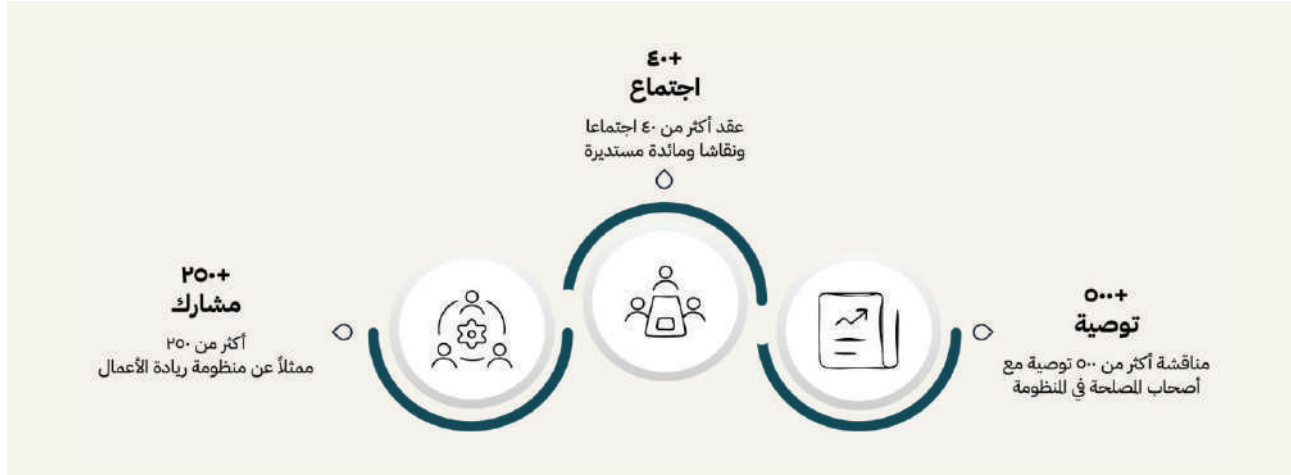 +٤٠
اجتماع
عقد أكثر من ٤٠ اجتماعا
ونقاشا ومائدة مستديرة
+٥٠٠
توصية
مناقشة أكثر من ٥٠٠ توصية مع
أصحاب المصلحة في المنظومة
+٢٥٠
مشارك
أكثر من ٢٥٠
ممثلاً عن منظومة ريادة الأعمال